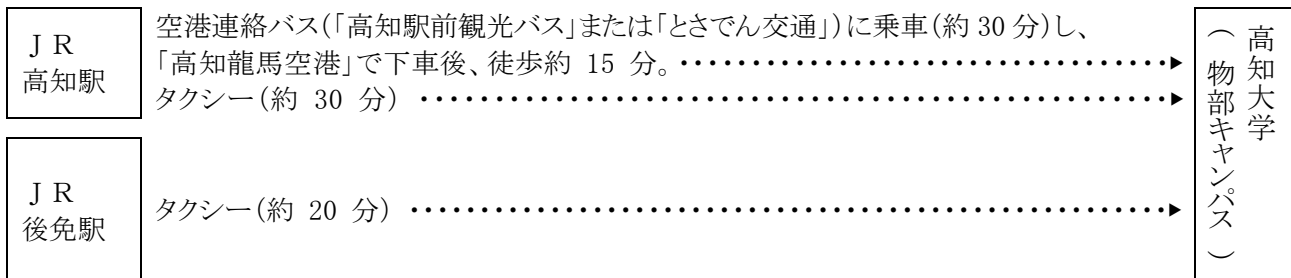 ＪＲ
高知駅
空港連絡バス(「高知駅前観光バス」または「とさでん交通」)に乗車(約 30 分)し、
「高知龍馬空港」で下車後、徒歩約 15 分。・・・・・・・・・・・・・・・・・・・・・・・・・・・・・・・・・▶
タクシー(約 30 分) ・・・・・・・・・・・・・・・・・・・・・・・・・・・・・・・・・・・・・・・・・・・・・・・・・・▶
ＪＲ
後免駅
タクシー(約 20 分) ・・・・・・・・・・・・・・・・・・・・・・・・・・・・・・・・・・・・・・・・・・・・・・・・・・・▶
高知大学
(物部キャンパス)